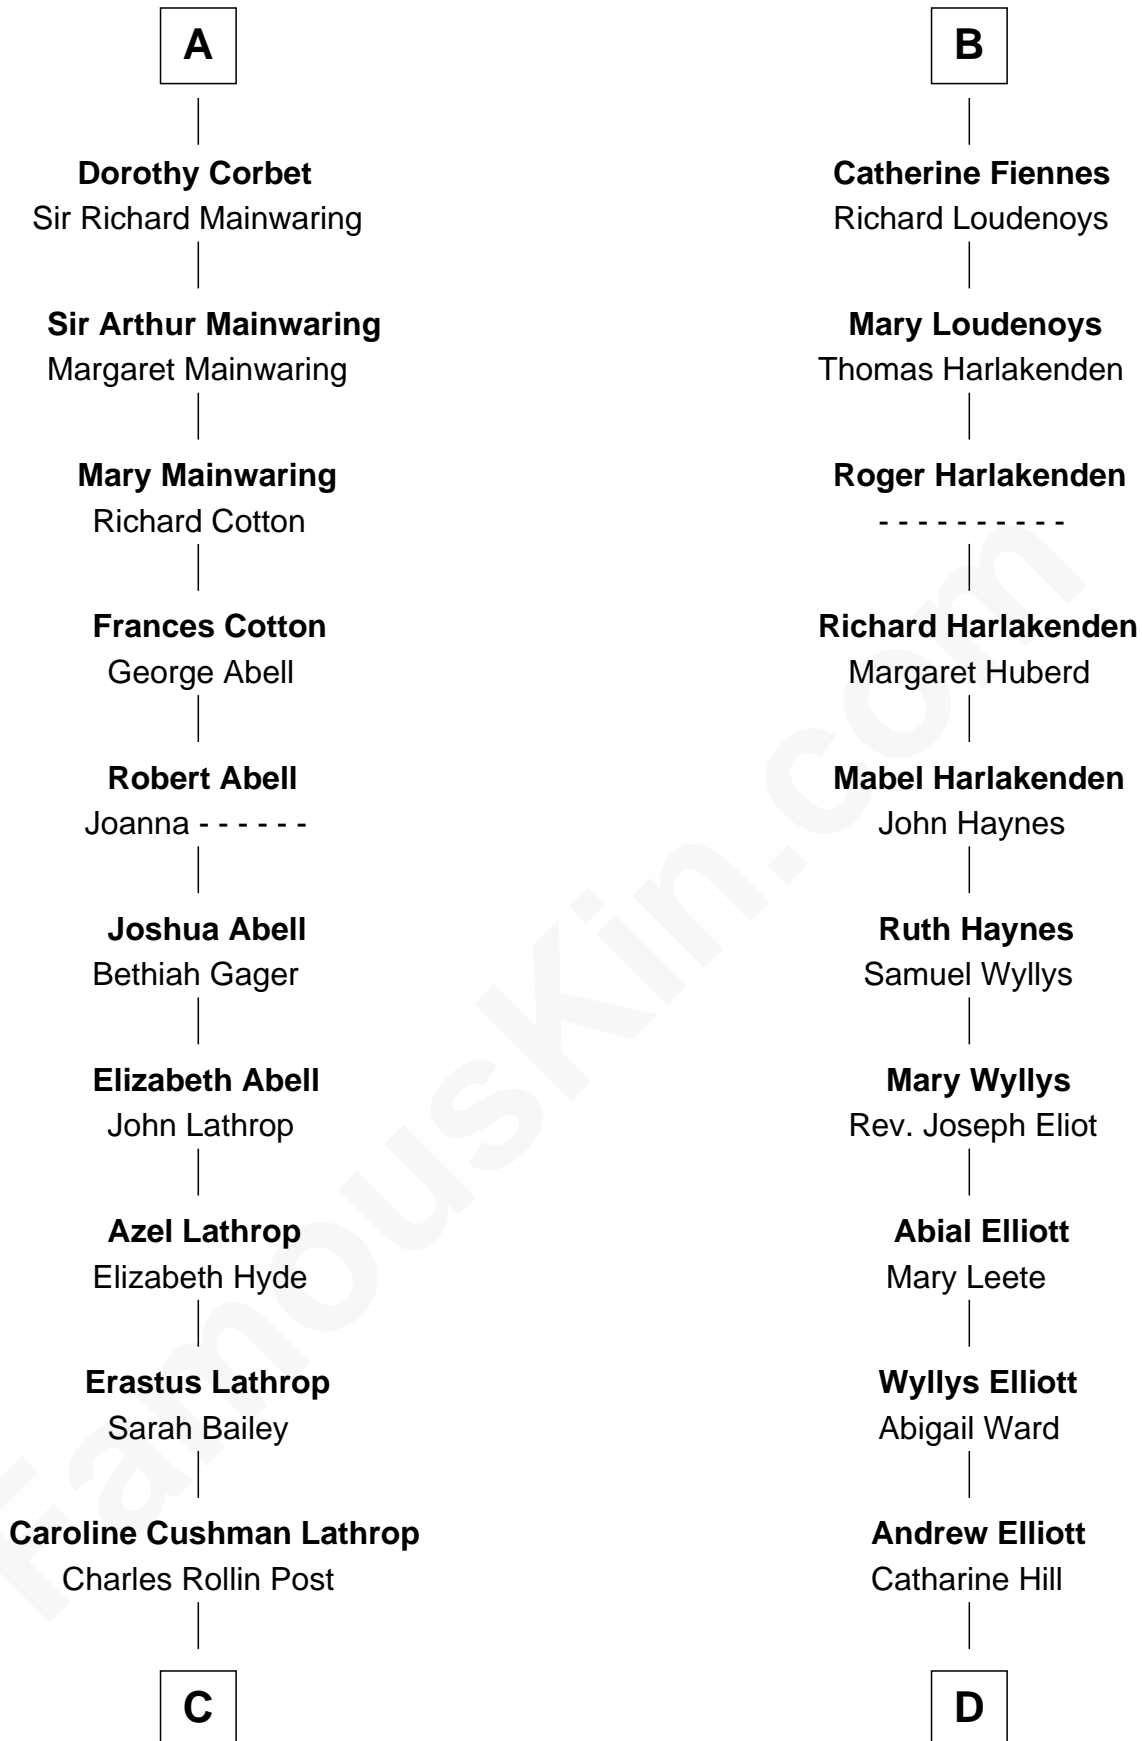 A
Dorothy Corbet
Sir Richard Mainwaring
Sir Arthur Mainwaring
Margaret Mainwaring
Mary Mainwaring
Richard Cotton
Frances Cotton
George Abell
Robert Abell
Joanna - - - - - -
Joshua Abell
Bethiah Gager
Elizabeth Abell
John Lathrop
Azel Lathrop
Elizabeth Hyde
Erastus Lathrop
Sarah Bailey
Caroline Cushman Lathrop
Charles Rollin Post
C
B
Catherine Fiennes
Richard Loudenoys
Mary Loudenoys
Thomas Harlakenden
Roger Harlakenden
- - - - - - - - - -
Richard Harlakenden
Margaret Huberd
Mabel Harlakenden
John Haynes
Ruth Haynes
Samuel Wyllys
Mary Wyllys
Rev. Joseph Eliot
Abial Elliott
Mary Leete
Wyllys Elliott
Abigail Ward
Andrew Elliott
Catharine Hill
D
FamousKin.com